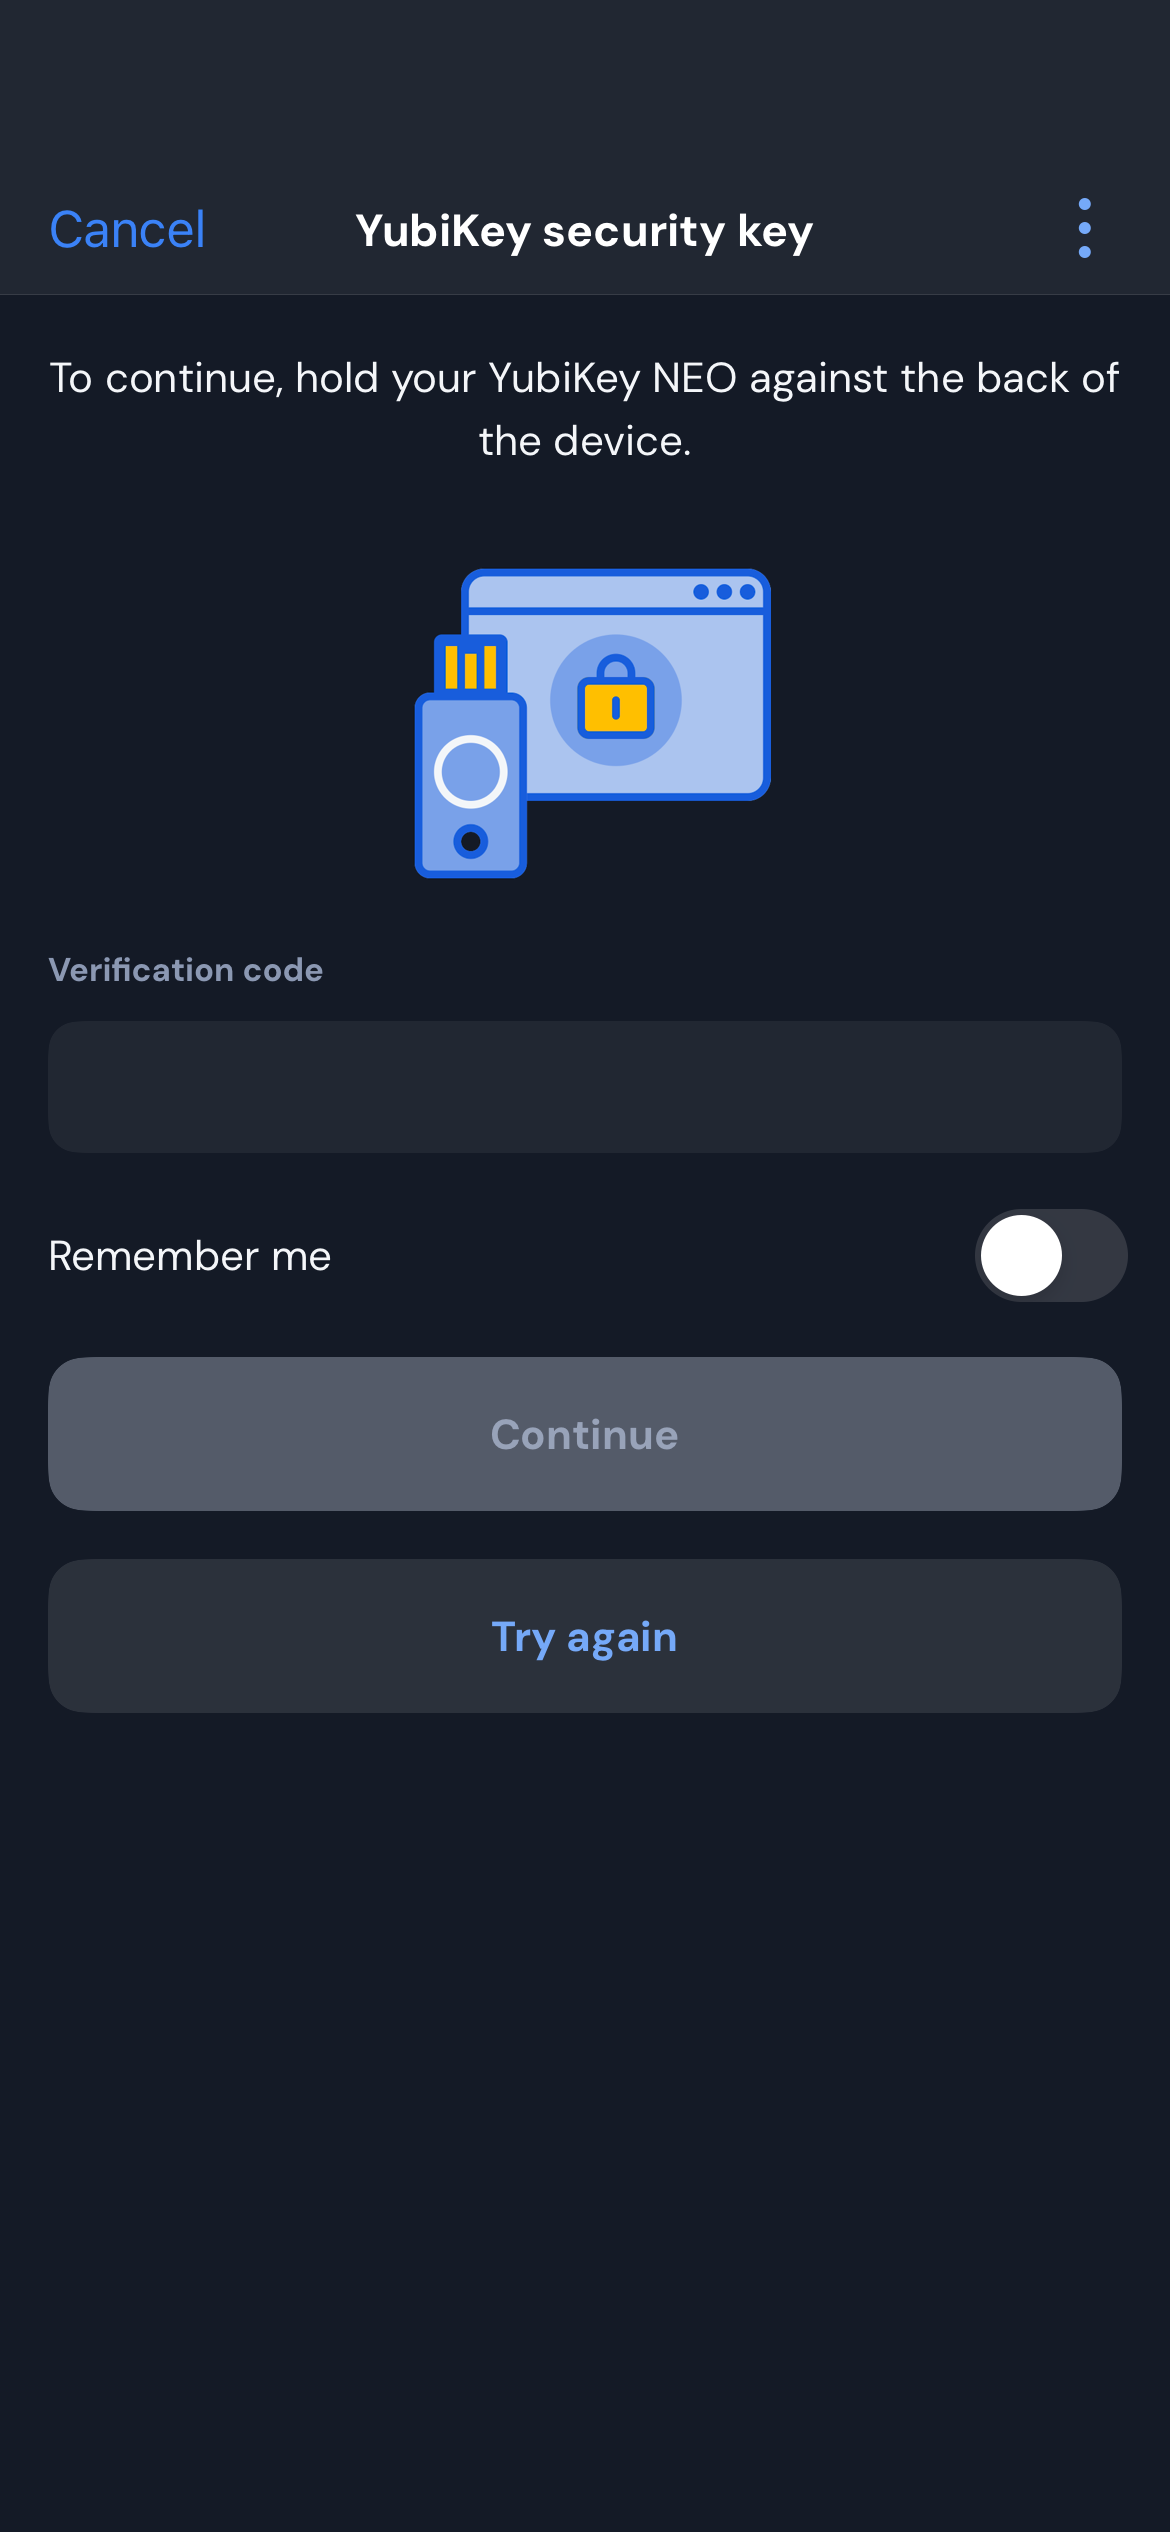 Cancel
YubiKey security key
To continue, hold your YubiKey NEO against the back of
the device.
Verification code
Remember me
Continue
Try again